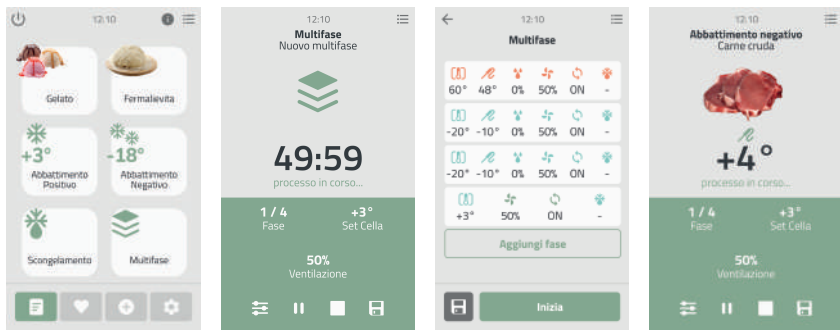 12:10
Gelato
Fermalievita
+3°
Abbattimento
Positivo
-18°
Abbattimento
Negativo
Scongelamento
Multifase
12:10
Multifase
Nuovo multifase
49:59
processo in corso...
1 / 4
Fase
+3°
Set Cella
50%
Ventilazione
12:10
Multifase
60° 48° 0% 50% ON -
-20° -10° 0% 50% ON -
-20° -10° 0% 50% ON -
+3° 50% ON -
Aggiungi fase
Inizia
12:10
Abbattimento negativo
Carne cruda
+4°
processo in corso...
1 / 4
Fase
+3°
Set Cella
50%
Ventilazione